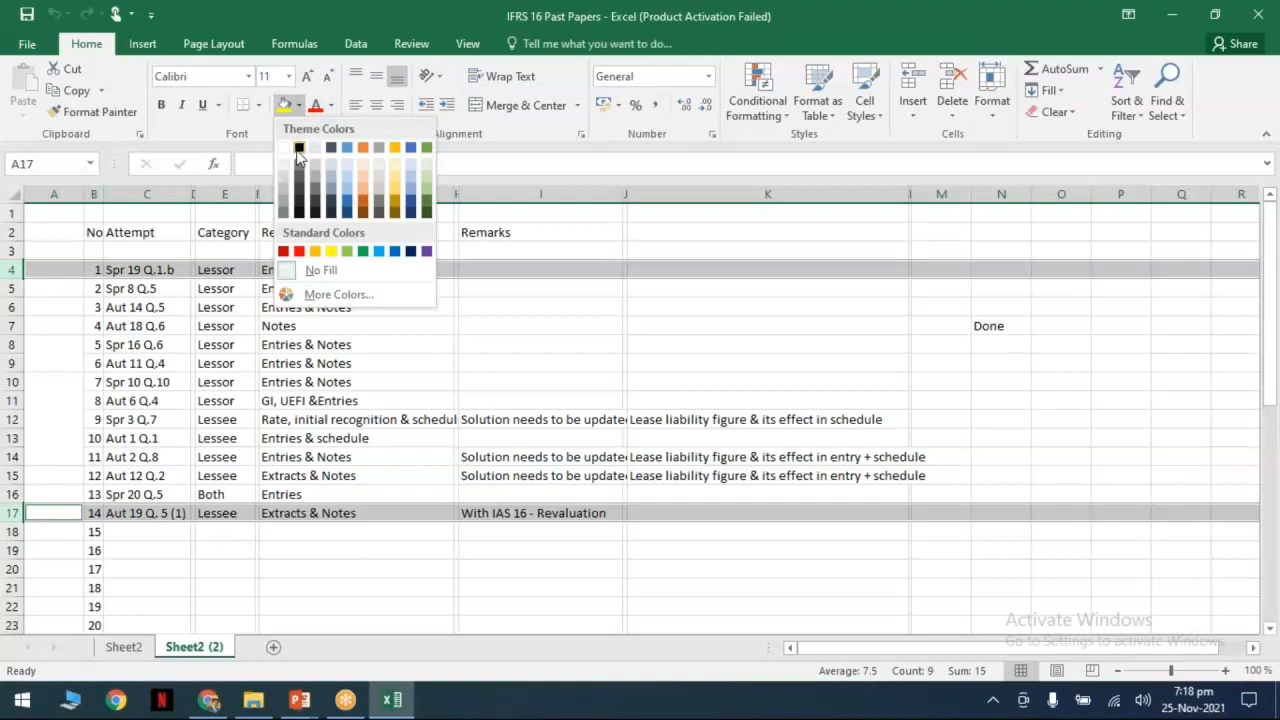 IFRS 16 Past Papers - Excel (Product Activation Failed)
File Home Insert Page Layout Formulas Data Review View Tell me what you want to do... Share
Cut
Copy
Format Painter
Paste
Clipboard
Calibri 11
B I U
Font
Wrap Text
Merge & Center
Alignment
General
Number
Conditional Formatting
Format as Table
Cell Styles
Styles
Insert Delete Format
Cells
AutoSum
Fill
Clear
Sort & Filter
Find & Select
Editing
Theme Colors
Standard Colors
No Fill
More Colors...
A17 fx
A B C D E F H I J K M N O P Q R
1
2 No Attempt Category Re Remarks
3
4 1 Spr 19 Q.1.b Lessor En
5 2 Spr 8 Q.5 Lessor En
6 3 Aut 14 Q.5 Lessor Entries & Notes
7 4 Aut 18 Q.6 Lessor Notes Done
8 5 Spr 16 Q.6 Lessor Entries & Notes
9 6 Aut 11 Q.4 Lessor Entries & Notes
10 7 Spr 10 Q.10 Lessor Entries & Notes
11 8 Aut 6 Q.4 Lessor GI, UEFI &Entries
12 9 Spr 3 Q.7 Lessee Rate, initial recognition & schedul Solution needs to be update Lease liability figure & its effect in schedule
13 10 Aut 1 Q.1 Lessee Entries & schedule
14 11 Aut 2 Q.8 Lessee Entries & Notes Solution needs to be update Lease liability figure & its effect in entry + schedule
15 12 Aut 12 Q.2 Lessee Extracts & Notes Solution needs to be update Lease liability figure & its effect in entry + schedule
16 13 Spr 20 Q.5 Both Entries
17 14 Aut 19 Q. 5 (1) Lessee Extracts & Notes With IAS 16 - Revaluation
18 15
19 16
20 17
21 18
22 19
23 20
Activate Windows
Go to Settings to activate Windows.
Sheet2 Sheet2 (2)
Ready Average: 7.5 Count: 9 Sum: 15 100 %
7:18 pm
25-Nov-2021